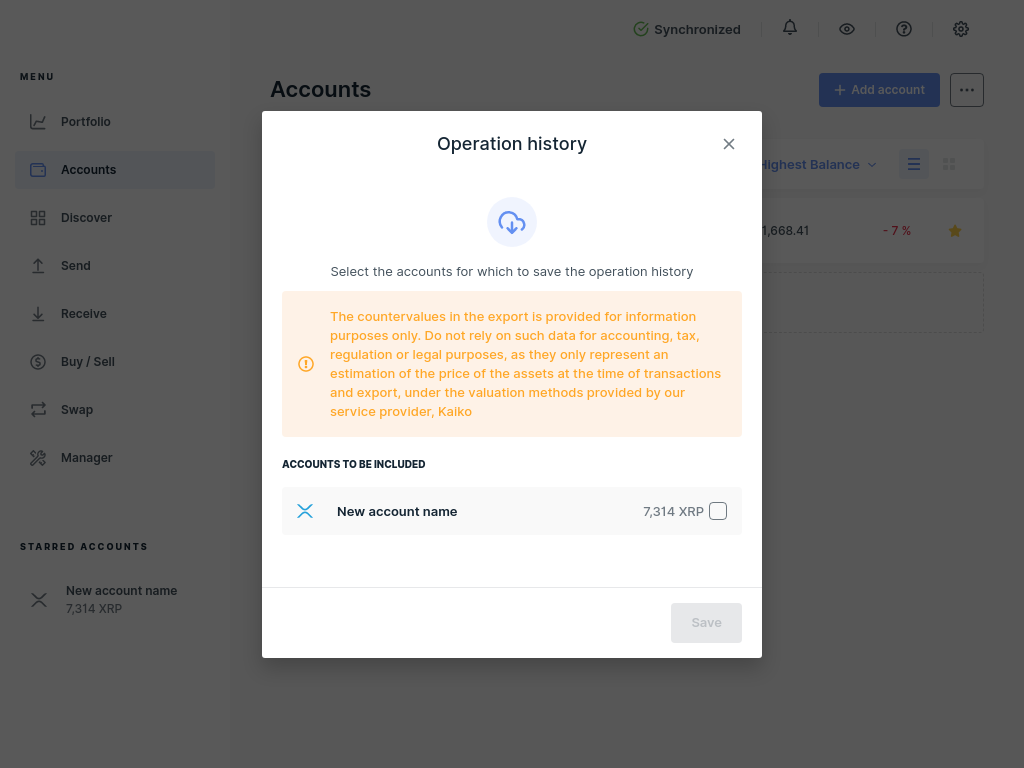 Synchronized
MENU
Portfolio
Accounts
Discover
Send
Receive
Buy / Sell
Swap
Manager
STARRED ACCOUNTS
New account name
7,314 XRP
Accounts
Add account
Highest Balance
1,668.41
- 7 %
Operation history
Select the accounts for which to save the operation history
The countervalues in the export is provided for information
purposes only. Do not rely on such data for accounting, tax,
regulation or legal purposes, as they only represent an
estimation of the price of the assets at the time of transactions
and export, under the valuation methods provided by our
service provider, Kaiko
ACCOUNTS TO BE INCLUDED
New account name
7,314 XRP
Save